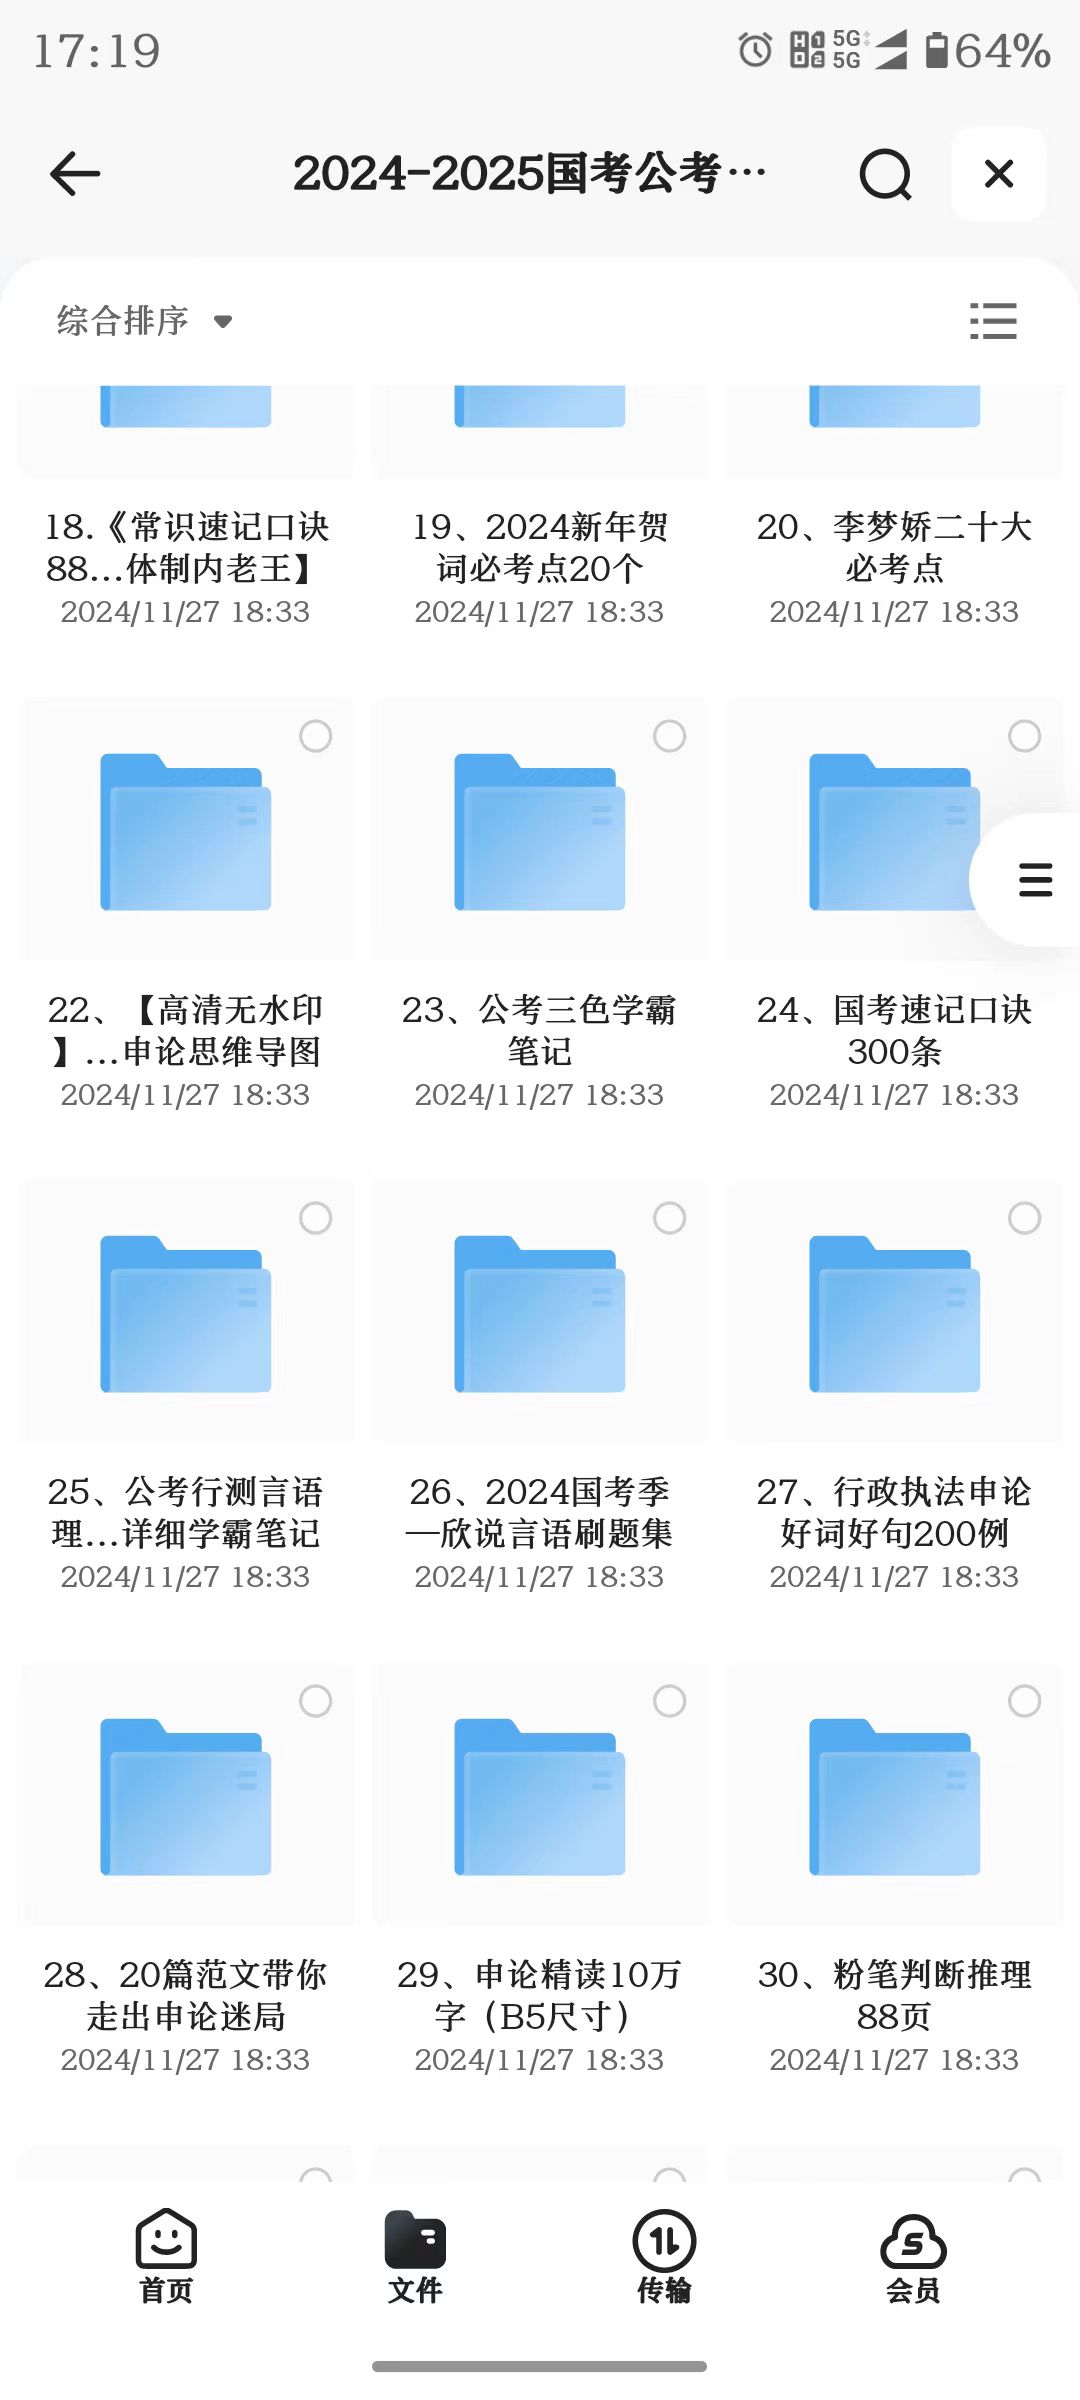 17:19
5G
5G
64%
2024-2025国考公考···
综合排序
18.《常识速记口诀
88...体制内老王】
2024/11/27 18:33
19、2024新年贺
词必考点20个
2024/11/27 18:33
20、李梦娇二十大
必考点
2024/11/27 18:33
22、【高清无水印
】...申论思维导图
2024/11/27 18:33
23、公考三色学霸
笔记
2024/11/27 18:33
24、国考速记口诀
300条
2024/11/27 18:33
25、公考行测言语
理...详细学霸笔记
2024/11/27 18:33
26、2024国考季
—欣说言语刷题集
2024/11/27 18:33
27、行政执法申论
好词好句200例
2024/11/27 18:33
28、20篇范文带你
走出申论迷局
2024/11/27 18:33
29、申论精读10万
字（B5尺寸）
2024/11/27 18:33
30、粉笔判断推理
88页
2024/11/27 18:33
首页
文件
传输
会员